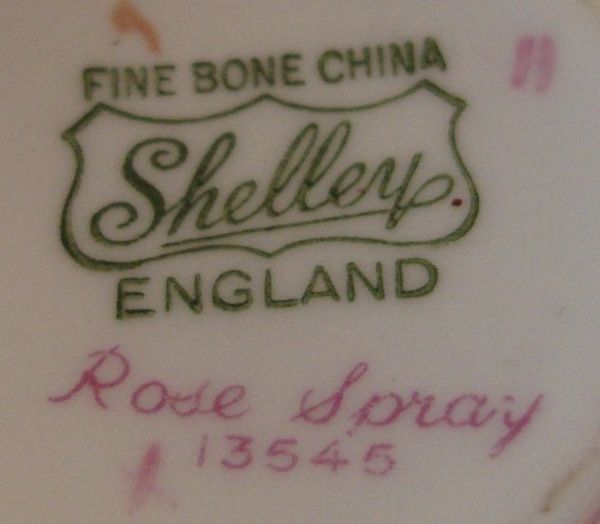 FINE BONE CHINA
Shelley
ENGLAND
Rose Spray
13545